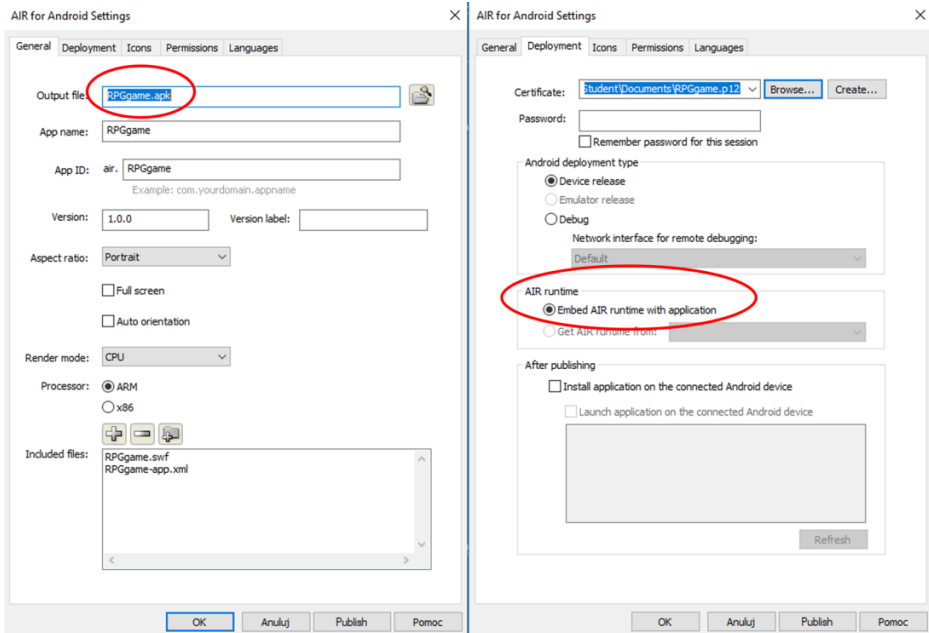 AIR for Android Settings
General Deployment Icons Permissions Languages
Output file: RPGgame.apk
App name: RPGgame
App ID: air. RPGgame
Example: com.yourdomain.appname
Version: 1.0.0 Version label:
Aspect ratio: Portrait
Full screen
Auto orientation
Render mode: CPU
Processor: ARM
x86
Included files: RPGgame.swf
RPGgame-app.xml
OK Anuluj Publish Pomoc
AIR for Android Settings
General Deployment Icons Permissions Languages
Certificate: Student\Documents\RPGgame.p12 Browse... Create...
Password:
Remember password for this session
Android deployment type
Device release
Emulator release
Debug
Network interface for remote debugging:
Default
AIR runtime
Embed AIR runtime with application
Get AIR runtime from:
After publishing
Install application on the connected Android device
Launch application on the connected Android device
Refresh
OK Anuluj Publish Pomoc